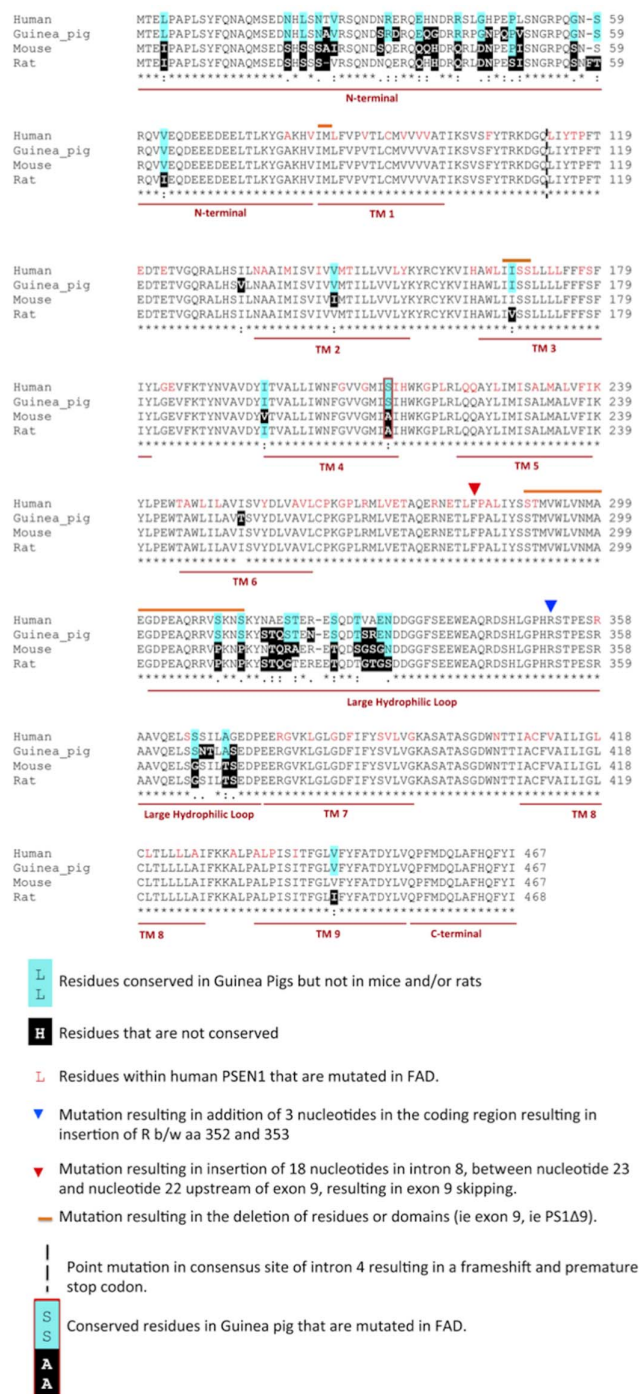 Human MTELPAPLSYFQNAQMSEDNHLSNTVRSQNDNRERQEHNDRRSLGHPEPLSNGRPQGN-S 59
Guinea_pig MTELPAPLSYFQNAQMSEDNHLSNAVRSQNDSRDRQEQGDRRRPGNPQPVSNGRPQGN-S 59
Mouse MTEIPAPLSYFQNAQMSEDSHSSSAIRSQNDSQERQQQHDRQRLDNPEPISNGRPQSN-S 59
Rat MTEIPAPLSYFQNAQMSEDSHSSS-VRSQNDNQERQQHHDRQRLDNPESISNGRPQSNFT 59
N-terminal
Human RQVVEQDEEEDEELTLKYGAKHVIMLFVPVTLCMVVVVATIKSVSFYTRKDGQLIYTPFT 119
Guinea_pig RQVVEQDEEEDEELTLKYGAKHVIMLFVPVTLCMVVVVATIKSVSFYTRKDGQLIYTPFT 119
Mouse RQVVEQDEEEDEELTLKYGAKHVIMLFVPVTLCMVVVVATIKSVSFYTRKDGQLIYTPFT 119
Rat RQVIEQDEEEDEELTLKYGAKHVIMLFVPVTLCMVVVVATIKSVSFYTRKDGQLIYTPFT 119
N-terminal TM 1
Human EDTETVGQRALHSILNAAIMISVIVVMTILLVVLYKYRCYKVIHAWLIISSLLLLFFFSF 179
Guinea_pig EDTETVGQRALHSVLNAAIMISVIVVMTILLVVLYKYRCYKVIHAWLIISSLLLLFFFSF 179
Mouse EDTETVGQRALHSILNAAIMISVIVIMTILLVVLYKYRCYKVIHAWLIISSLLLLFFFSF 179
Rat EDTETVGQRALHSILNAAIMISVIVVMTILLVVLYKYRCYKVIHAWLIVSSLLLLFFFSF 179
TM 2 TM 3
Human IYLGEVFKTYNVAVDYITVALLIWNFGVVGMISIHWKGPLRLQQAYLIMISALMALVFIK 239
Guinea_pig IYLGEVFKTYNVAVDYITVALLIWNFGVVGMISIHWKGPLRLQQAYLIMISALMALVFIK 239
Mouse IYLGEVFKTYNVAVDYVTVALLIWNFGVVGMIAIHWKGPLRLQQAYLIMISALMALVFIK 239
Rat IYLGEVFKTYNVAVDYITVALLIWNFGVVGMIAIHWKGPLRLQQAYLIMISALMALVFIK 239
TM 4 TM 5
Human YLPEWTAWLILAVISVYDLVAVLCPKGPLRMLVETAQERNETLFPALIYSSTMVWLVNMA 299
Guinea_pig YLPEWTAWLILAVTSVYDLVAVLCPKGPLRMLVETAQERNETLFPALIYSSTMVWLVNMA 299
Mouse YLPEWTAWLILAVISVYDLVAVLCPKGPLRMLVETAQERNETLFPALIYSSTMVWLVNMA 299
Rat YLPEWTAWLILAVISVYDLVAVLCPKGPLRMLVETAQERNETLFPALIYSSTMVWLVNMA 299
TM 6
Human EGDPEAQRRVSKNSKYNAESTER-ESQDTVAENDDGGFSEEWEAQRDSHLGPHRSTPESR 358
Guinea_pig EGDPEAQRRVSKNSKYSTQSTEN-ESQDTSRENDDGGFSEEWEAQRDSHLGPHRSTPESR 358
Mouse EGDPEAQRRVPKNPKYNTQRAER-ETQDSGSGNDDGGFSEEWEAQRDSHLGPHRSTPESR 358
Rat EGDPEAQRRVPKNPKYSTQGTEREETQDTGTGSDDGGFSEEWEAQRDSHLGPHRSTPESR 359
Large Hydrophilic Loop
Human AAVQELSSSILAGEDPEERGVKLGLGDFIFYSVLVGKASATASGDWNTTIACFVAILIGL 418
Guinea_pig AAVQELSSNTLASEDPEERGVKLGLGDFIFYSVLVGKASATASGDWNTTIACFVAILIGL 418
Mouse AAVQELSGSILTSEDPEERGVKLGLGDFIFYSVLVGKASATASGDWNTTIACFVAILIGL 418
Rat AAVQELSGSILTSEDPEERGVKLGLGDFIFYSVLVGKASATASGDWNTTIACFVAILIGL 419
Large Hydrophilic Loop TM 7 TM 8
Human CLTLLLLAIFKKALPALPISITFGLVFYFATDYLVQPFMDQLAFHQFYI 467
Guinea_pig CLTLLLLAIFKKALPALPISITFGLVFYFATDYLVQPFMDQLAFHQFYI 467
Mouse CLTLLLLAIFKKALPALPISITFGLVFYFATDYLVQPFMDQLAFHQFYI 467
Rat CLTLLLLAIFKKALPALPISITFGLIFYFATDYLVQPFMDQLAFHQFYI 468
TM 8 TM 9 C-terminal
L
L
Residues conserved in Guinea Pigs but not in mice and/or rats
H Residues that are not conserved
L Residues within human PSEN1 that are mutated in FAD.
Mutation resulting in addition of 3 nucleotides in the coding region resulting in
insertion of R b/w aa 352 and 353
Mutation resulting in insertion of 18 nucleotides in intron 8, between nucleotide 23
and nucleotide 22 upstream of exon 9, resulting in exon 9 skipping.
Mutation resulting in the deletion of residues or domains (ie exon 9, ie PS1Δ9).
Point mutation in consensus site of intron 4 resulting in a frameshift and premature
stop codon.
S
S
Conserved residues in Guinea pig that are mutated in FAD.
A
A